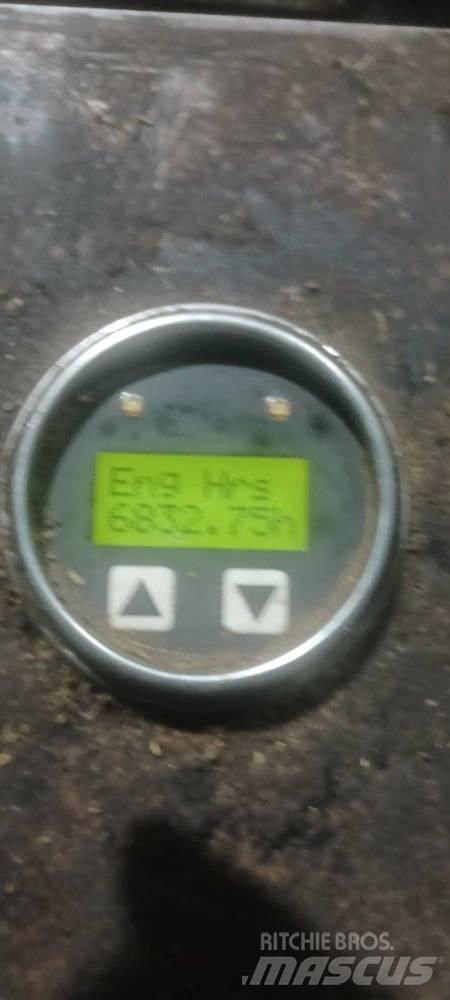 Eng Hrs
6832.75h
RITCHIE BROS.
MASCUS